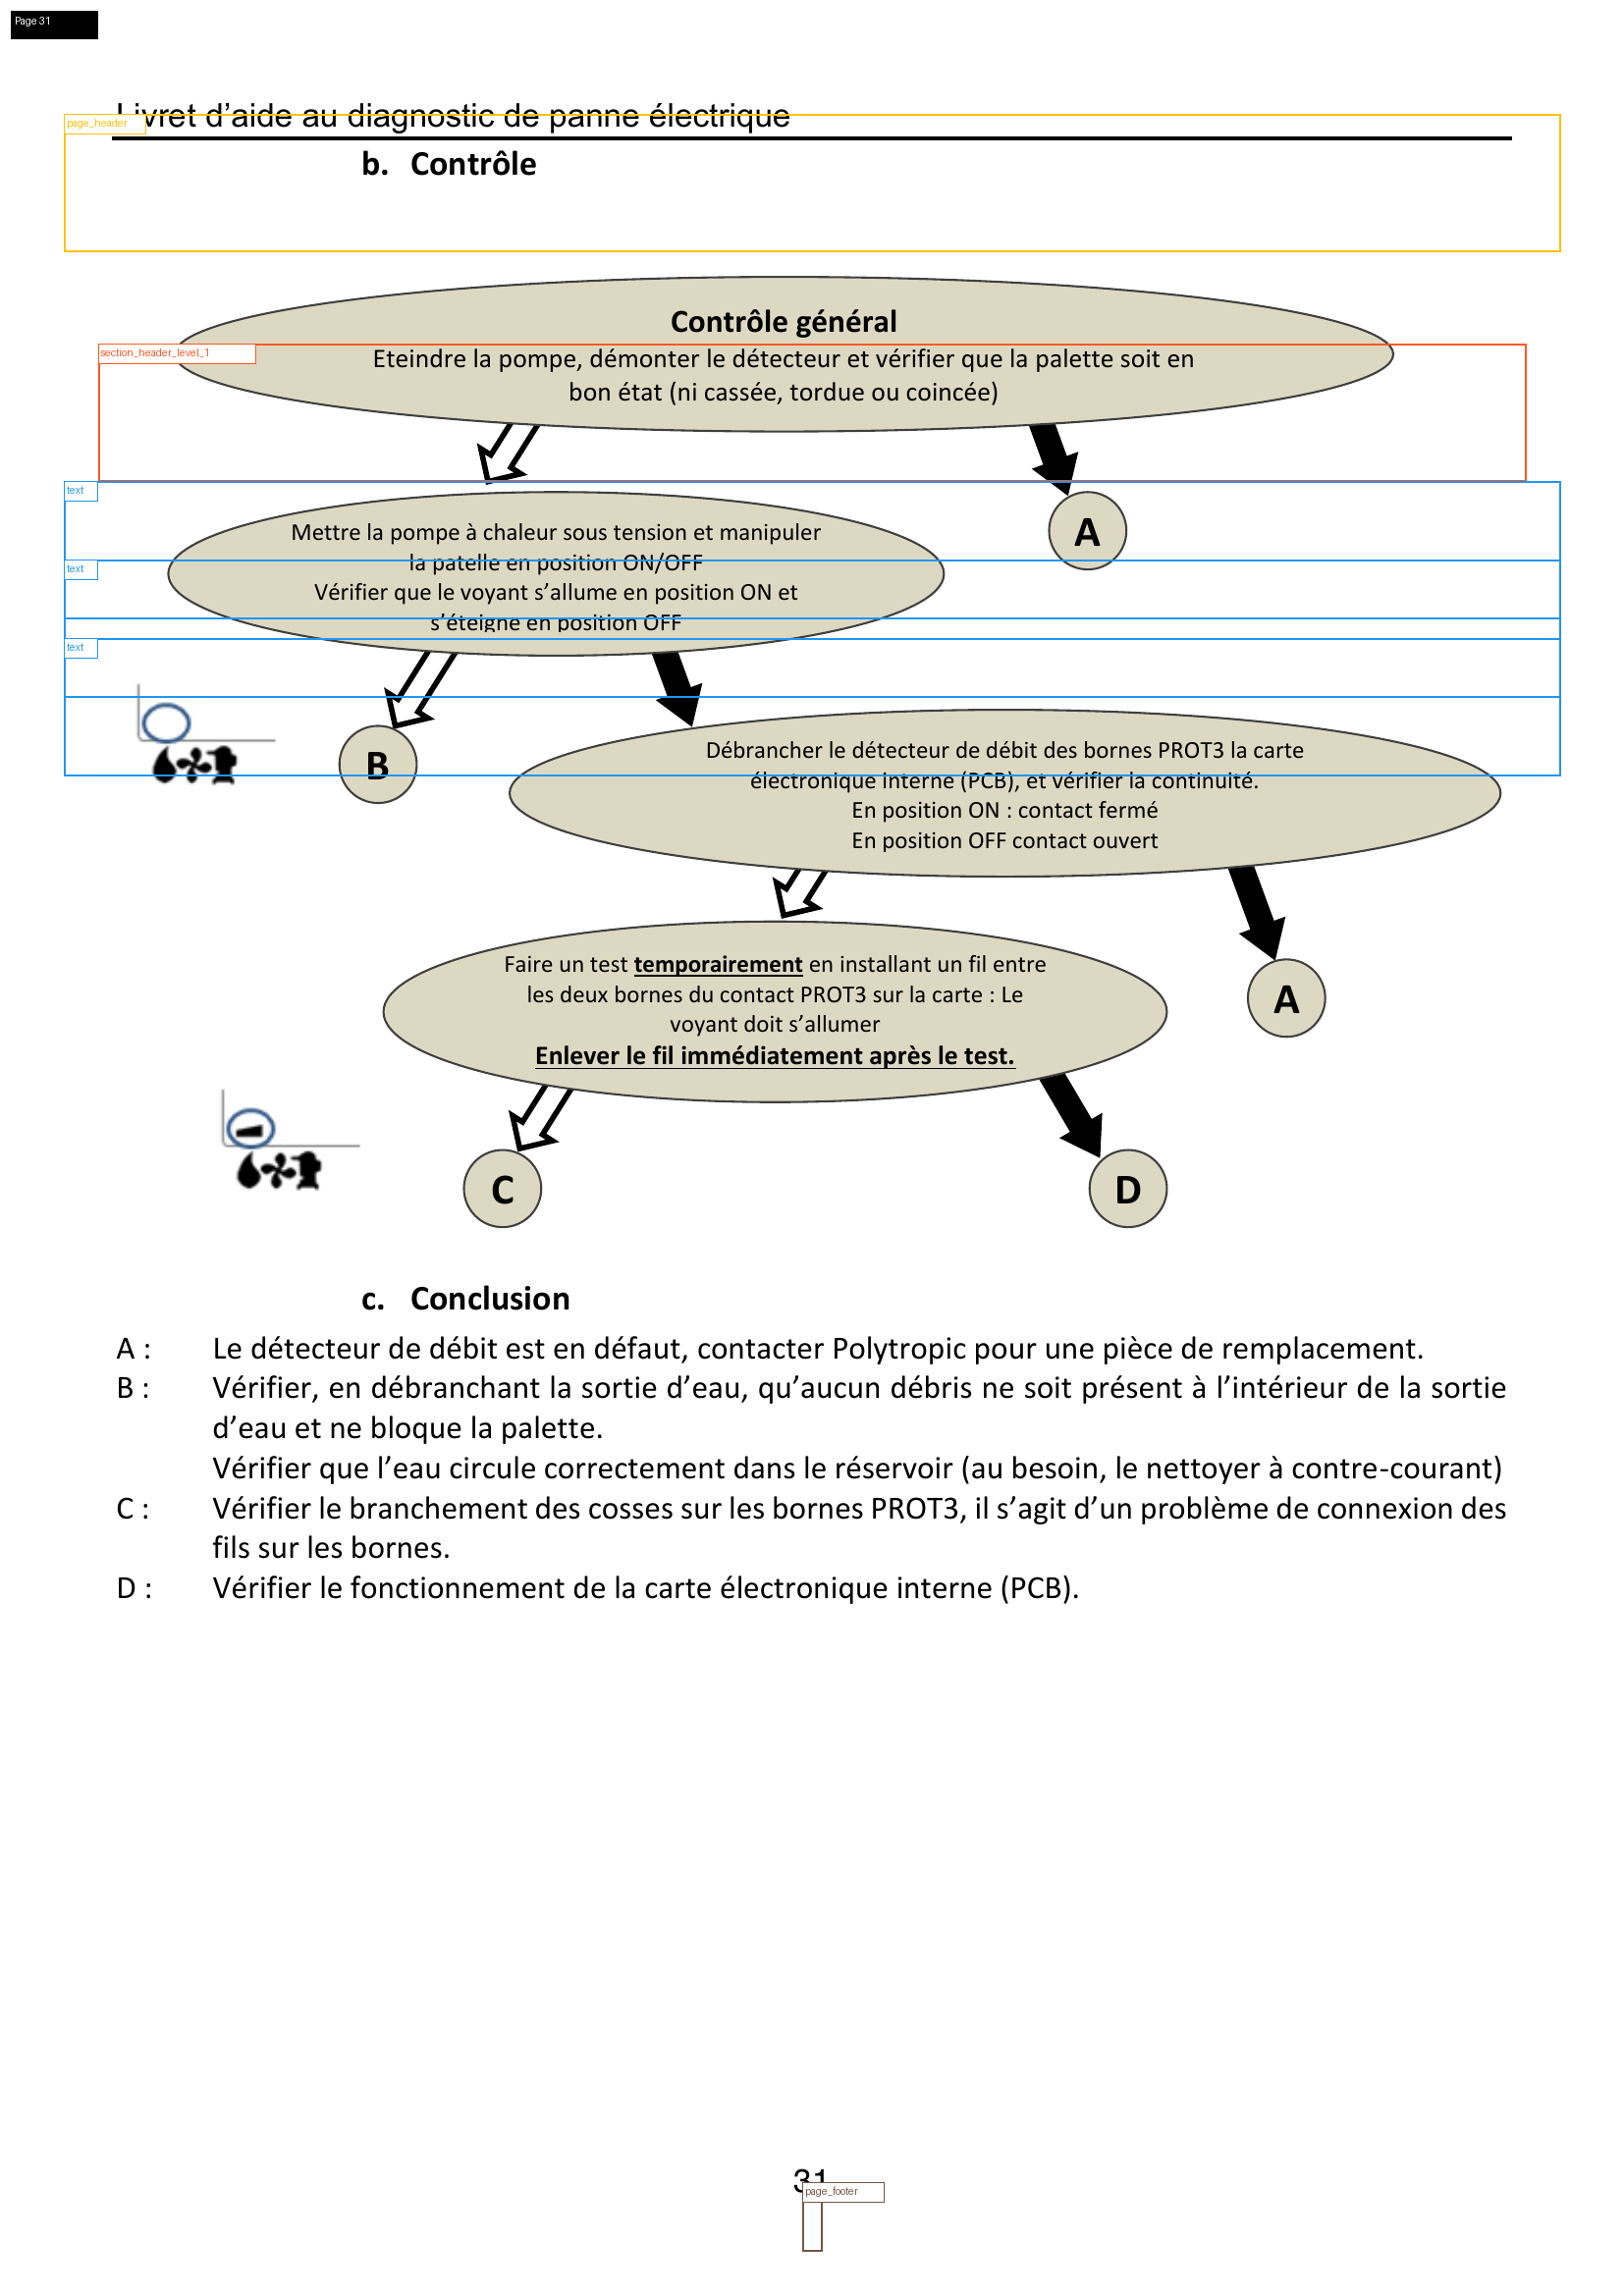 Page 31
Livret d’aide au diagnostic de panne électrique
page_header
b. Contrôle
Contrôle général
section_header_level_1
Eteindre la pompe, démonter le détecteur et vérifier que la palette soit en
bon état (ni cassée, tordue ou coincée)
text
A
Mettre la pompe à chaleur sous tension et manipuler
la patelle en position ON/OFF
text
Vérifier que le voyant s’allume en position ON et
s’éteigne en position OFF
text
B
Débrancher le détecteur de débit des bornes PROT3 la carte
électronique interne (PCB), et vérifier la continuité.
En position ON : contact fermé
En position OFF contact ouvert
Faire un test temporairement en installant un fil entre
les deux bornes du contact PROT3 sur la carte : Le
voyant doit s’allumer
Enlever le fil immédiatement après le test.
A
C
D
c. Conclusion
A : Le détecteur de débit est en défaut, contacter Polytropic pour une pièce de remplacement.
B : Vérifier, en débranchant la sortie d’eau, qu’aucun débris ne soit présent à l’intérieur de la sortie
d’eau et ne bloque la palette.
Vérifier que l’eau circule correctement dans le réservoir (au besoin, le nettoyer à contre-courant)
C : Vérifier le branchement des cosses sur les bornes PROT3, il s’agit d’un problème de connexion des
fils sur les bornes.
D : Vérifier le fonctionnement de la carte électronique interne (PCB).
31
page_footer